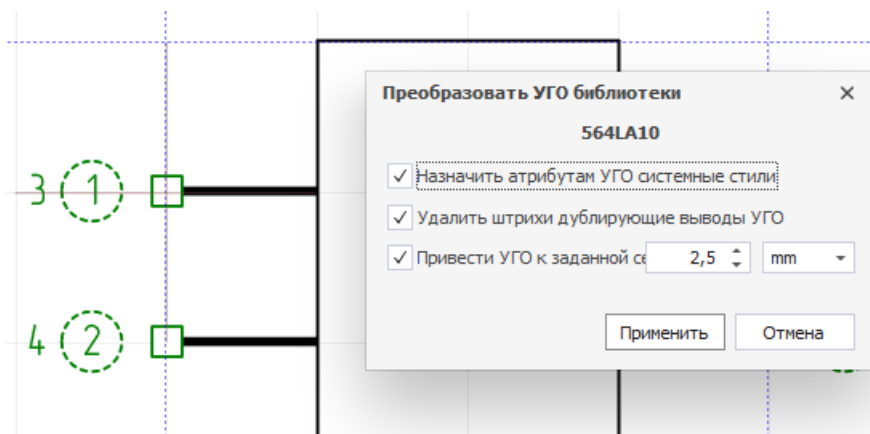 Преобразовать УГО библиотеки
564LA10
Назначить атрибутам УГО системные стили
3 1
Удалить штрихи дублирующие выводы УГО
Привести УГО к заданной се 2,5 mm
4 2
Применить Отмена